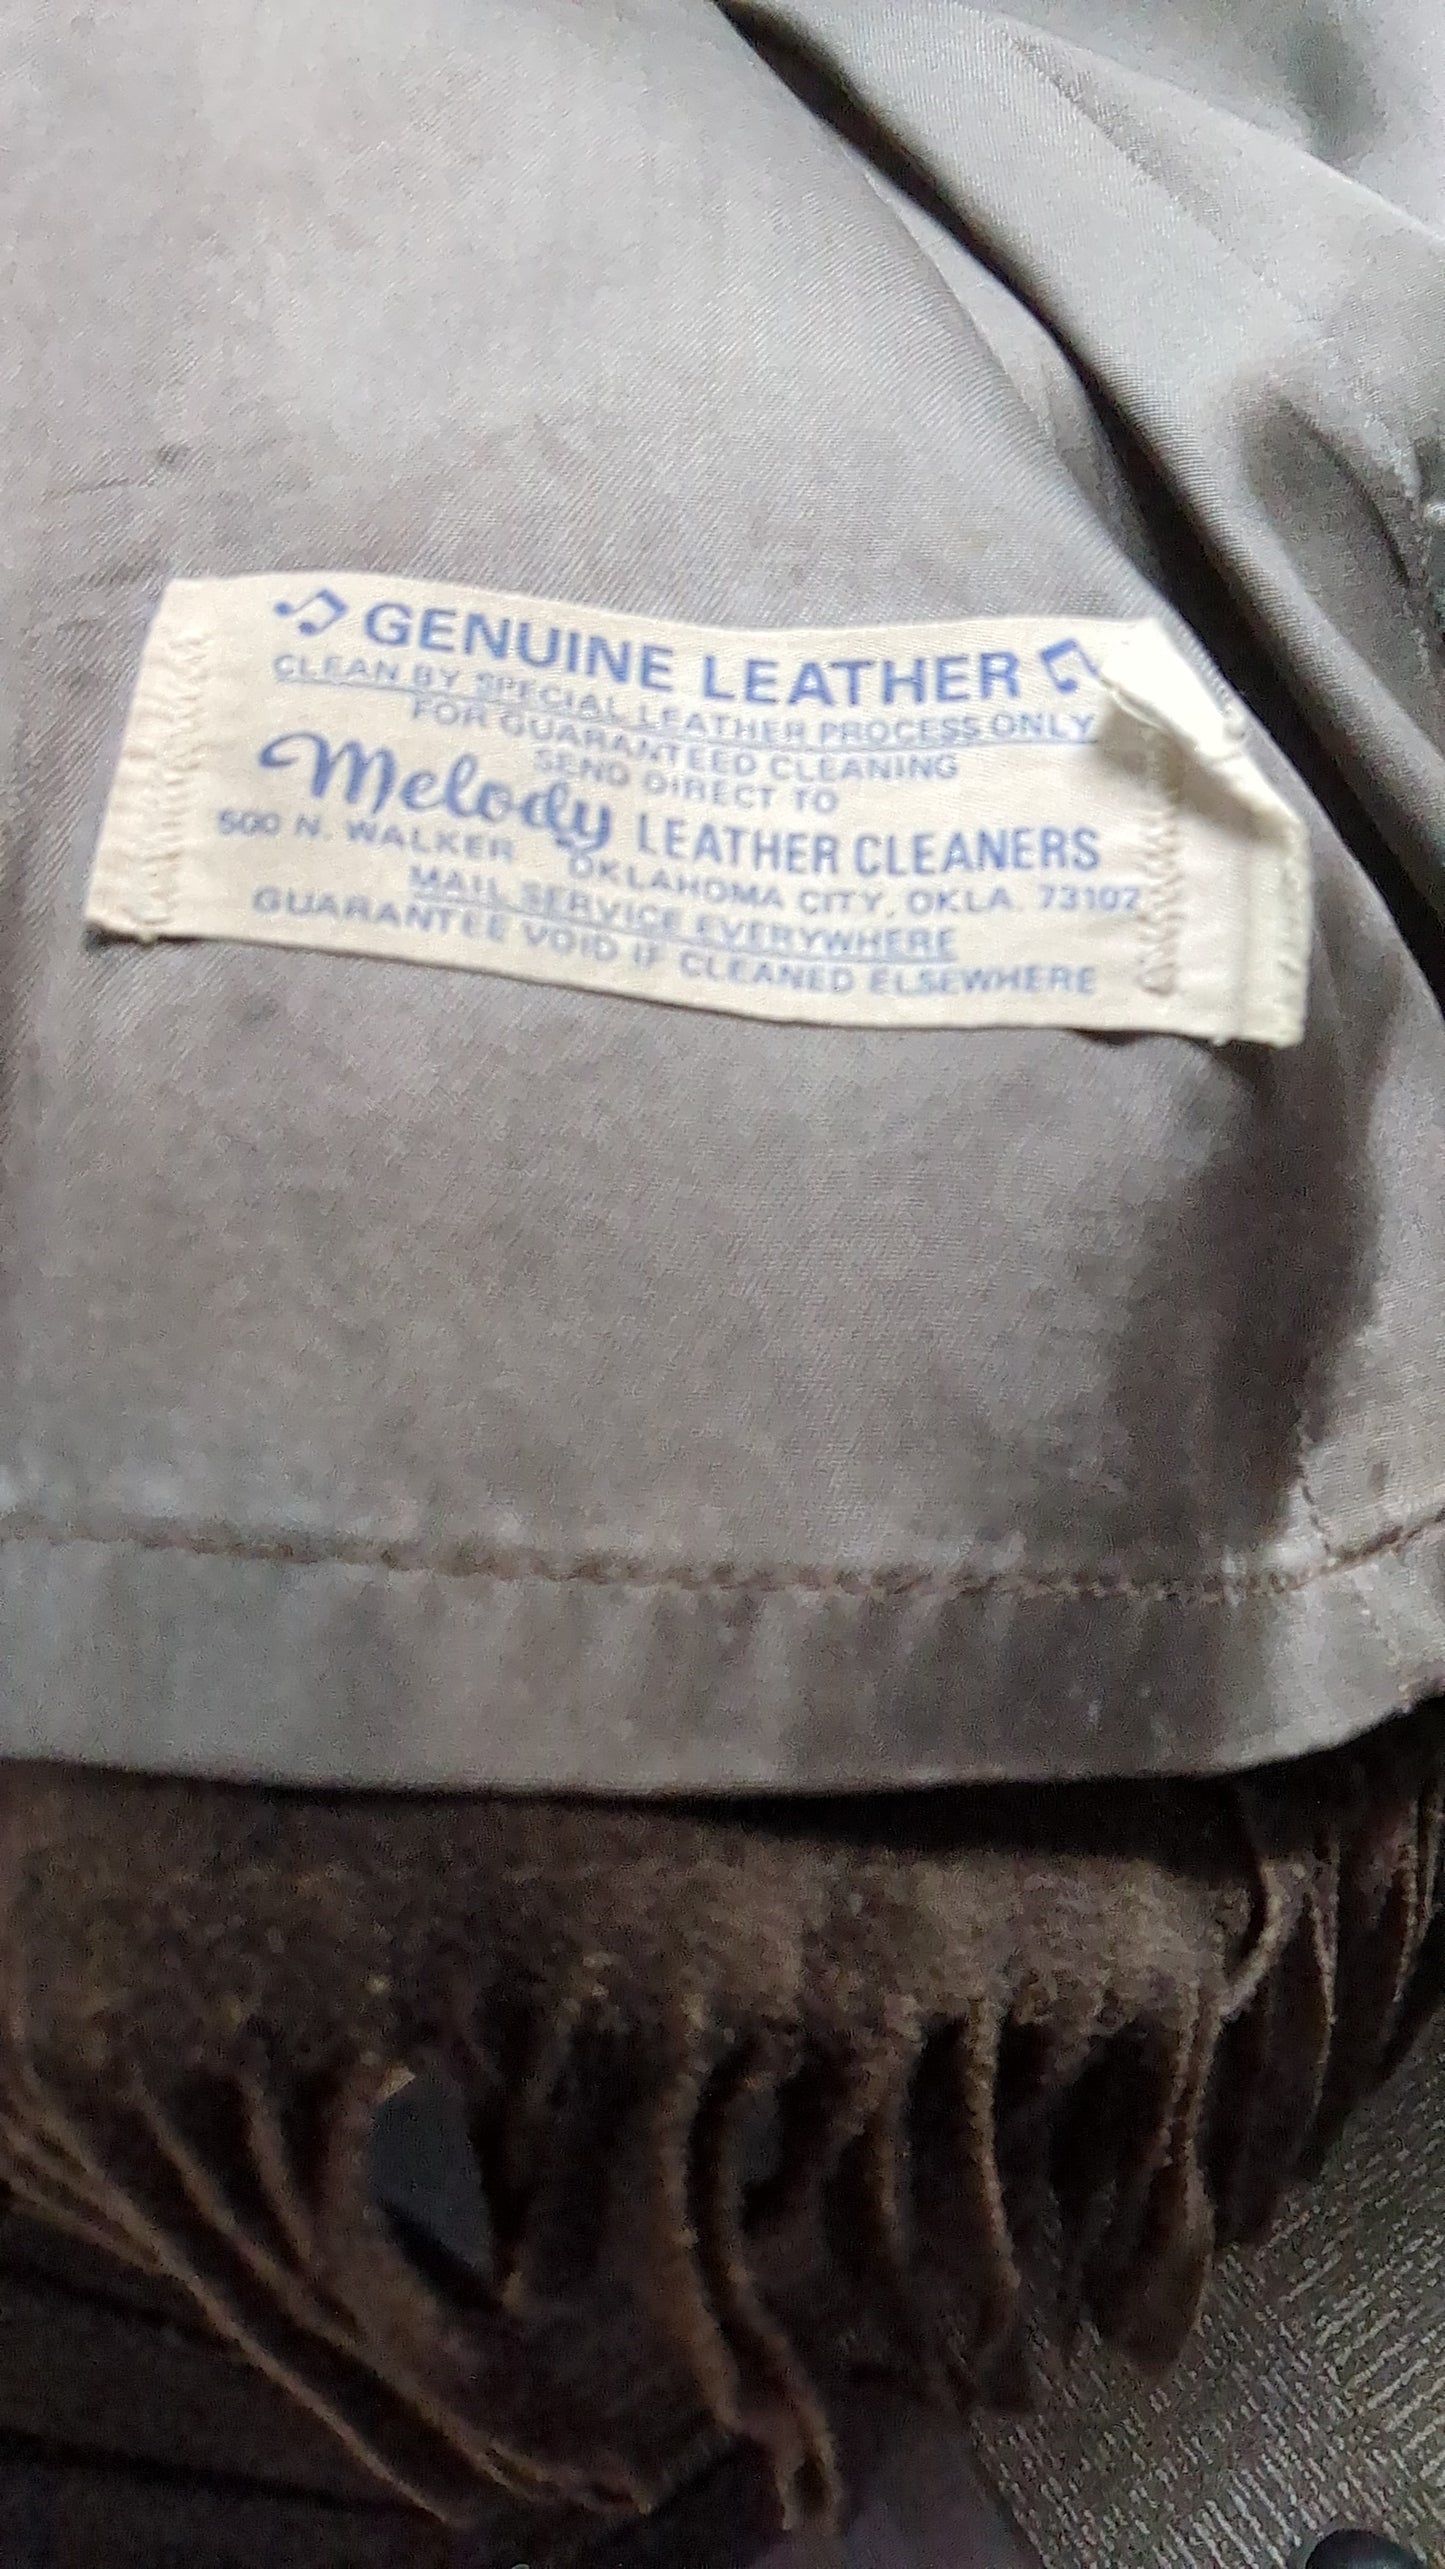 GENUINE LEATHER
CLEAN BY SPECIAL LEATHER PROCESS ONLY
FOR GUARANTEED CLEANING
SEND DIRECT TO
Melody LEATHER CLEANERS
500 N. WALKER OKLAHOMA CITY, OKLA. 73102
MAIL SERVICE EVERYWHERE
GUARANTEE VOID IF CLEANED ELSEWHERE